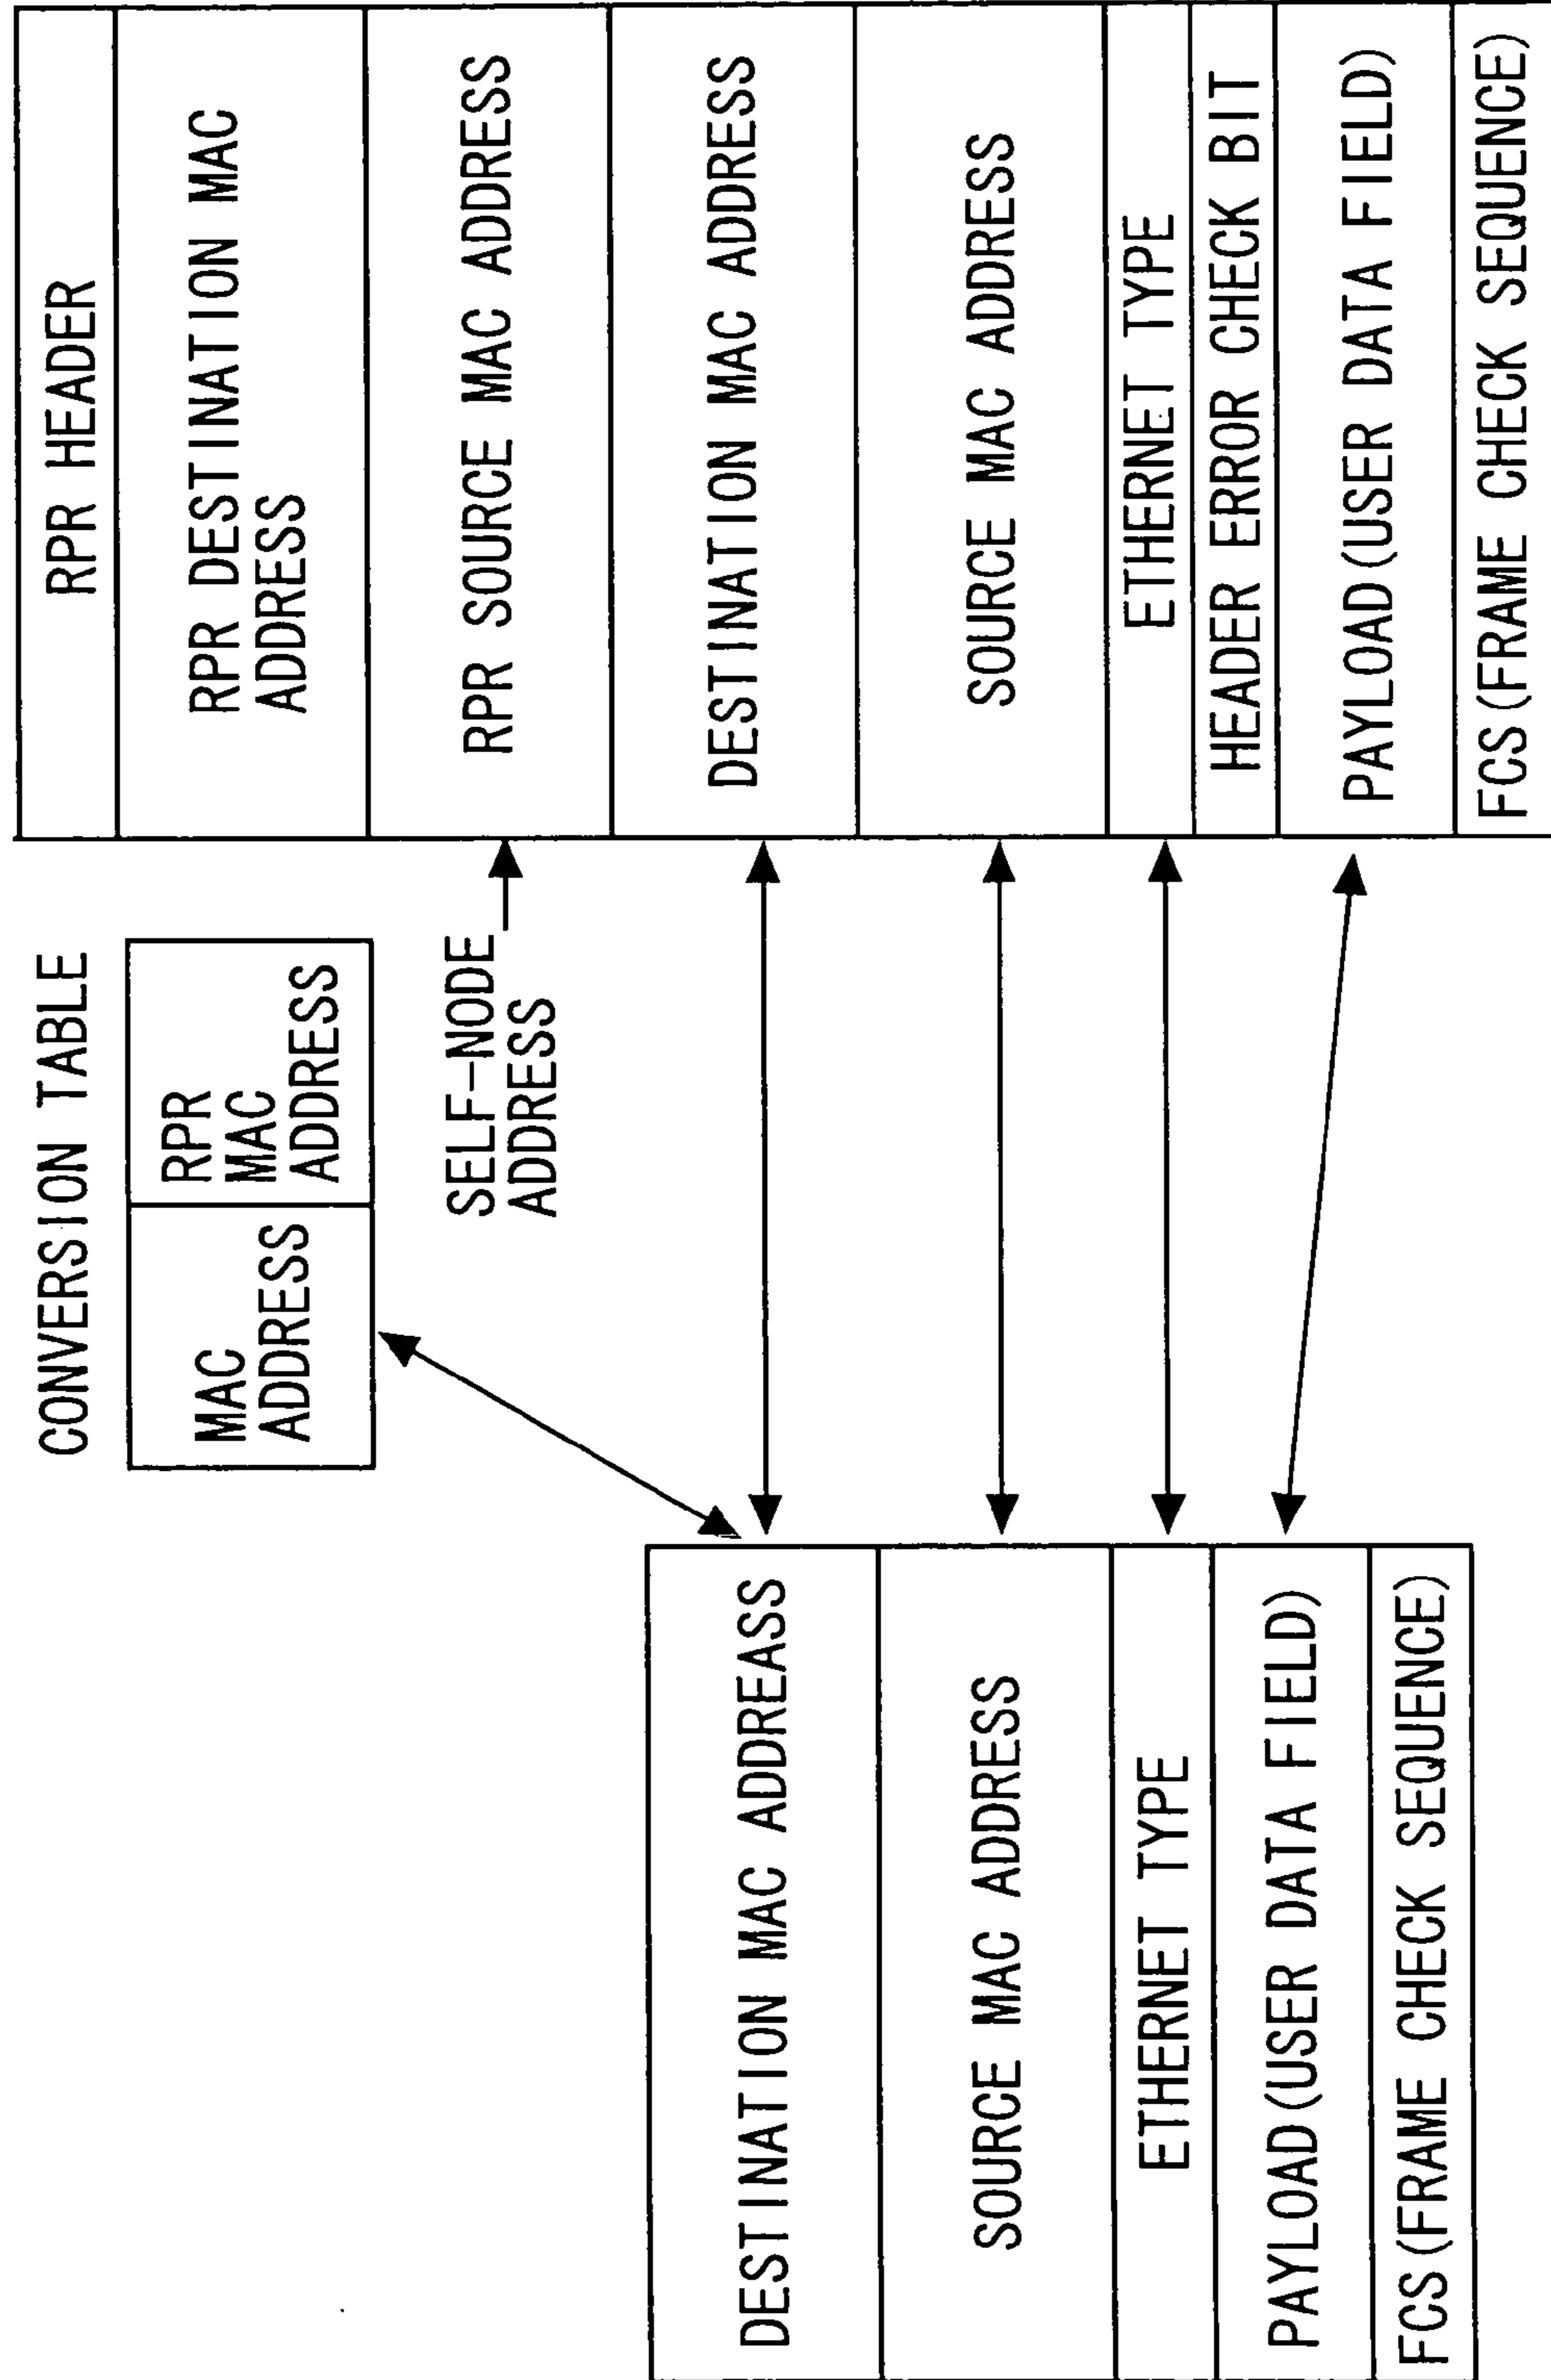 DESTINATION MAC ADDREASS
SOURCE MAC ADDRESS
ETHERNET TYPE
PAYLOAD (USER DATA FIELD)
FCS (FRAME CHECK SEQUENCE)
CONVERSION TABLE
MAC
ADDRESS
RPR
MAC
ADDRESS
SELF-NODE
ADDRESS
RPR HEADER
RPR DESTINATION MAC
ADDRESS
RPR SOURCE MAC ADDRESS
DESTINATION MAC ADDRESS
SOURCE MAC ADDRESS
ETHERNET TYPE
HEADER ERROR CHECK BIT
PAYLOAD (USER DATA FIELD)
FCS (FRAME CHECK SEQUENCE)